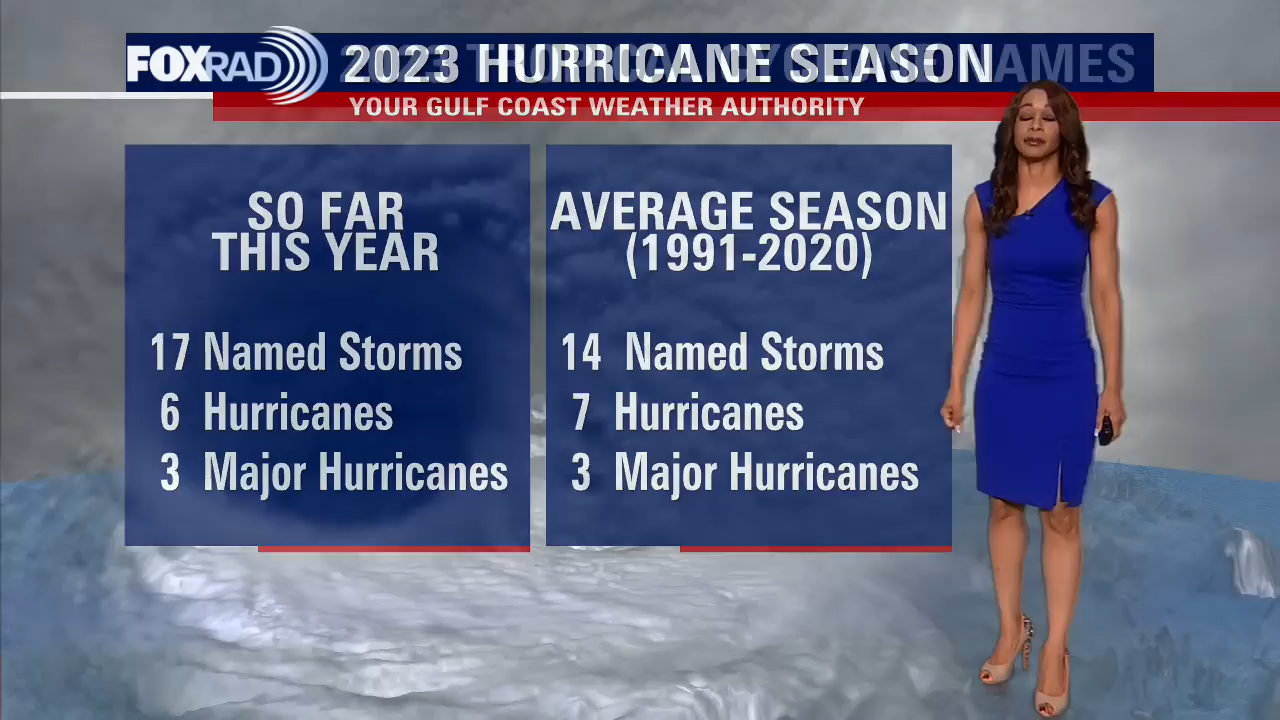 FOXRAD
2023 HURRICANE SEASON
NAMES
YOUR GULF COAST WEATHER AUTHORITY
SO FAR
THIS YEAR
17 Named Storms
6 Hurricanes
3 Major Hurricanes
AVERAGE SEASON
(1991-2020)
14 Named Storms
7 Hurricanes
3 Major Hurricanes